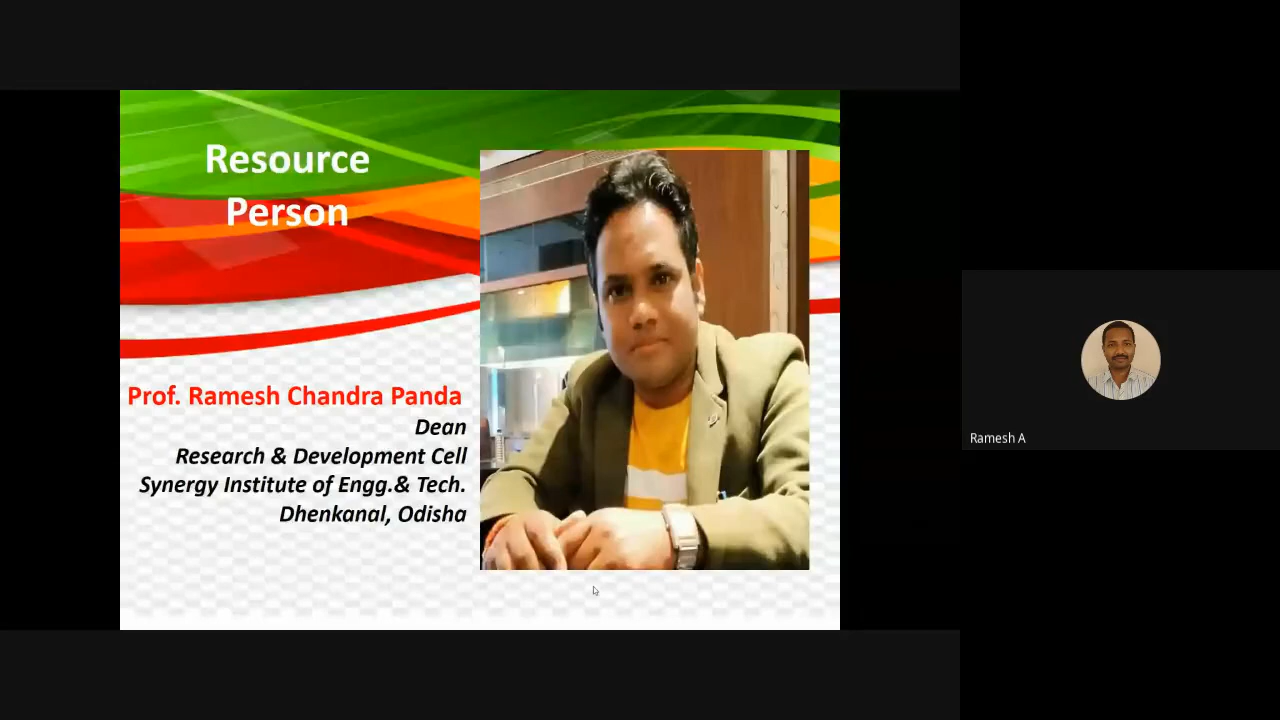 Resource
Person
Prof. Ramesh Chandra Panda
Dean
Research & Development Cell
Synergy Institute of Engg.& Tech.
Dhenkanal, Odisha
Ramesh A